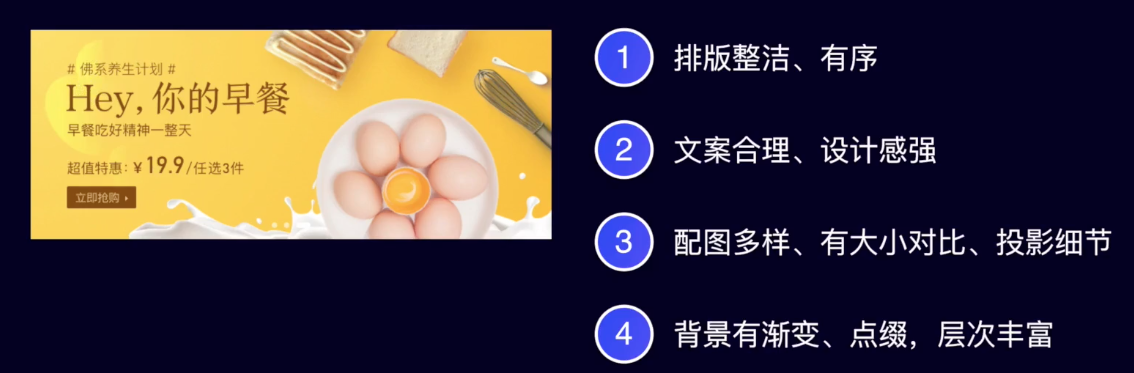 # 佛系养生计划 #
Hey, 你的早餐
早餐吃好精神一整天
超值特惠：¥19.9/任选3件
立即抢购
1 排版整洁、有序
2 文案合理、设计感强
3 配图多样、有大小对比、投影细节
4 背景有渐变、点缀，层次丰富